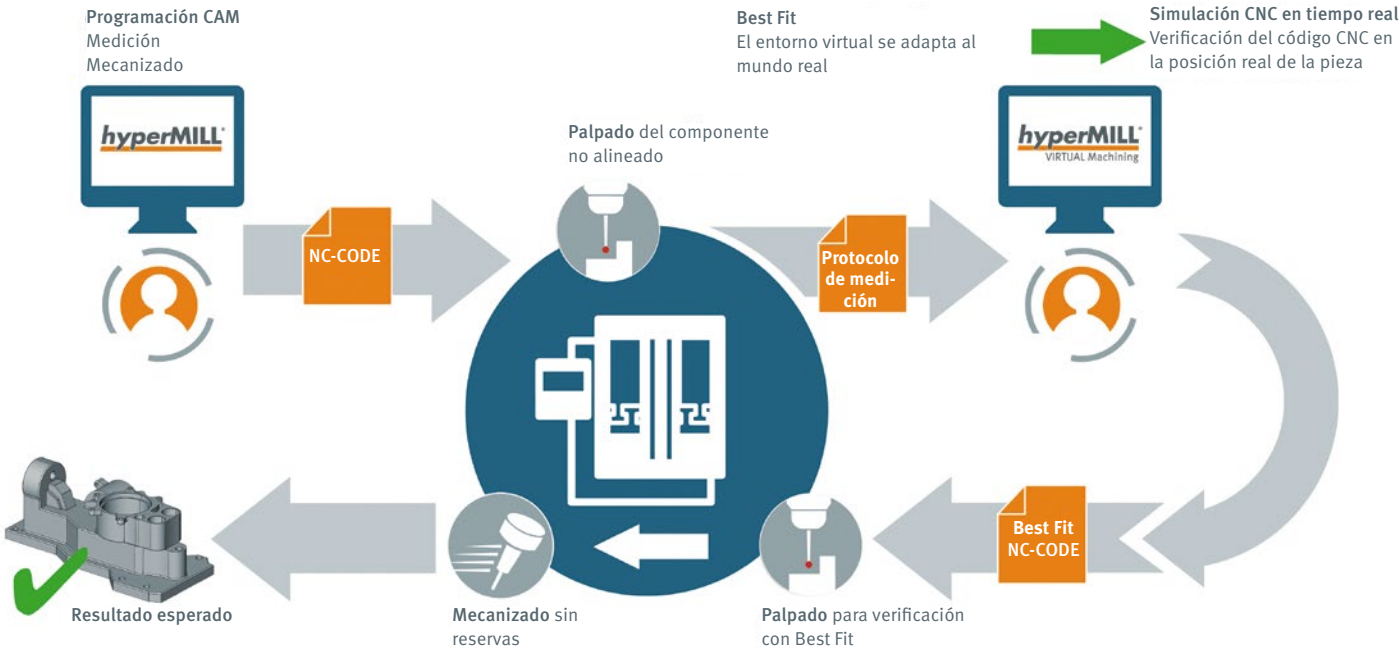 Programación CAM
Medición
Mecanizado
hyperMILL®
Best Fit
El entorno virtual se adapta al
mundo real
Simulación CNC en tiempo real
Verificación del código CNC en
la posición real de la pieza
hyperMILL®
VIRTUAL Machining
Palpado del componente
no alineado
NC-CODE
Protocolo
de medi-
ción
Best Fit
NC-CODE
Palpado para verificación
con Best Fit
Mecanizado sin
reservas
Resultado esperado